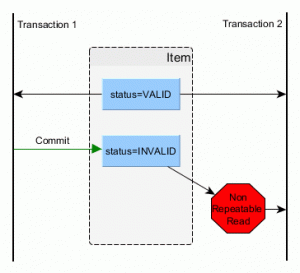 Transaction 1
Transaction 2
Item
status=VALID
Commit
status=INVALID
Non
Repeatable
Read